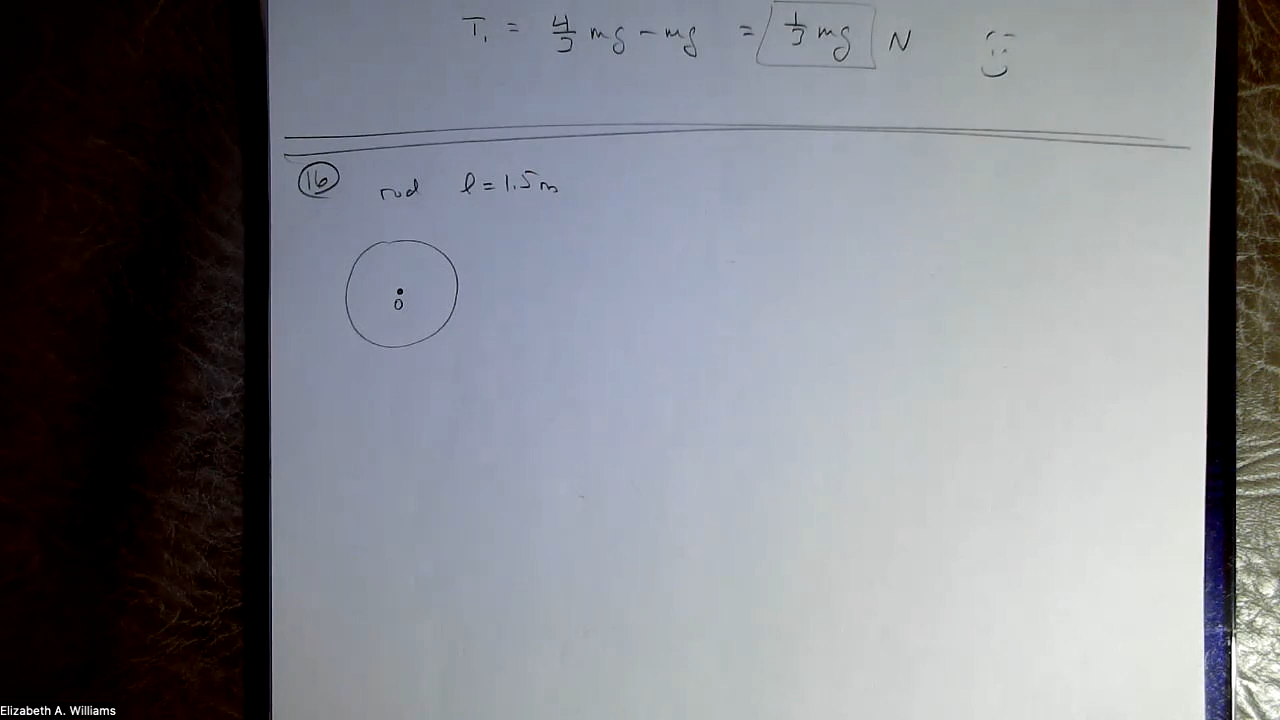 T₁ = 4/3 mg - mg = 1/3 mg N
16
rod l = 1.5 m
O
Elizabeth A. Williams